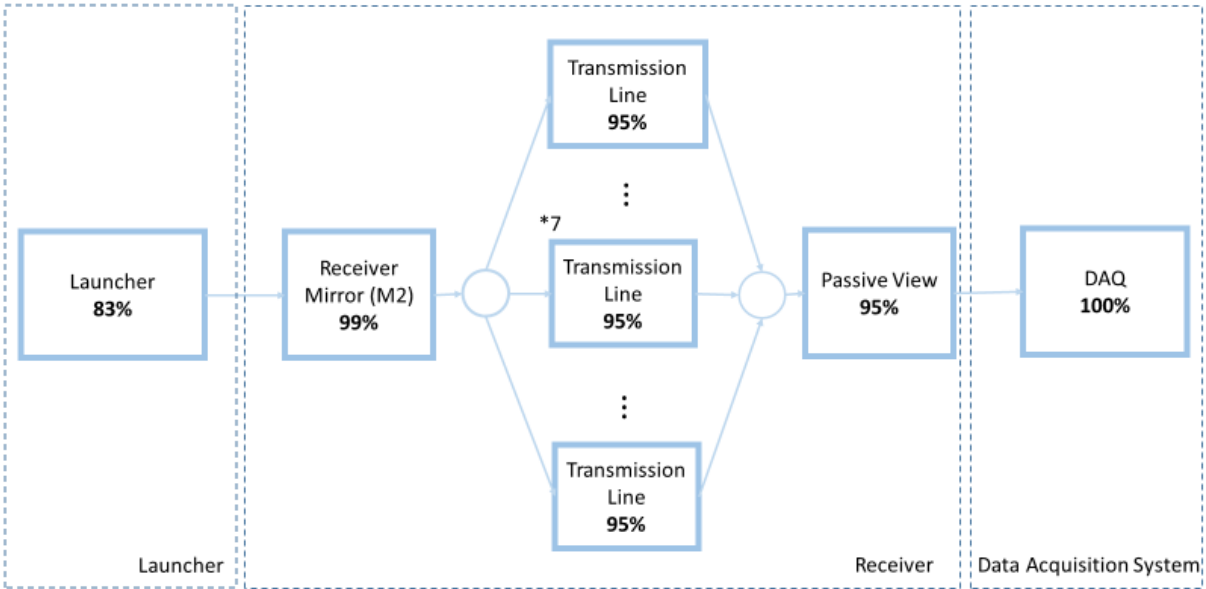 Launcher
83%
Receiver
Mirror (M2)
99%
Transmission
Line
95%
⋮
*7
Transmission
Line
95%
⋮
Transmission
Line
95%
Passive View
95%
DAQ
100%
Launcher
Receiver
Data Acquisition System